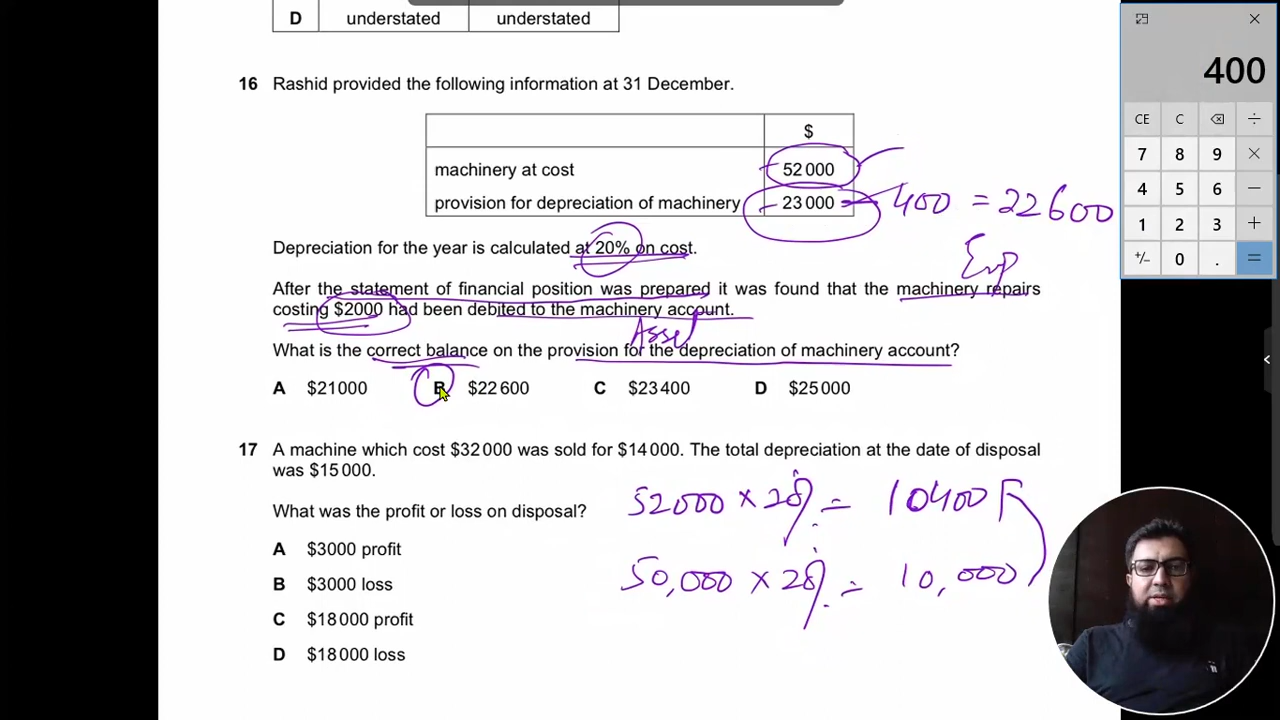 D understated understated
16 Rashid provided the following information at 31 December.
$
machinery at cost 52 000
provision for depreciation of machinery 23 000 400 = 22600
Depreciation for the year is calculated at 20% on cost.
Exp
After the statement of financial position was prepared it was found that the machinery repairs
costing $2000 had been debited to the machinery account.
Asset
What is the correct balance on the provision for the depreciation of machinery account?
A $21 000 B $22 600 C $23 400 D $25 000
17 A machine which cost $32 000 was sold for $14 000. The total depreciation at the date of disposal
was $15 000.
52000 × 20% = 10400
What was the profit or loss on disposal?
A $3000 profit
50,000 × 20% = 10,000
B $3000 loss
C $18 000 profit
D $18 000 loss
400
CE C ⌫ ÷
7 8 9 ×
4 5 6 −
1 2 3 +
+/- 0 . =